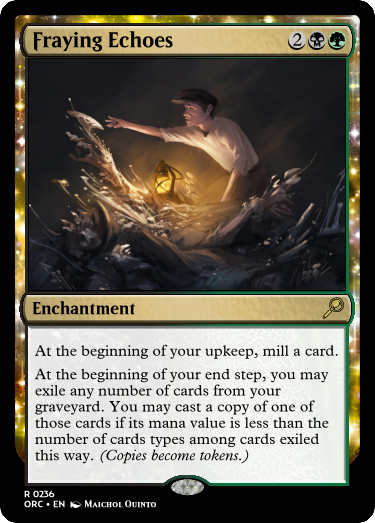 Fraying Echoes 2
Enchantment
At the beginning of your upkeep, mill a card.
At the beginning of your end step, you may
exile any number of cards from your
graveyard. You may cast a copy of one of
those cards if its mana value is less than the
number of cards types among cards exiled
this way. (Copies become tokens.)
R 0236
ORC • EN Maichol Quinto